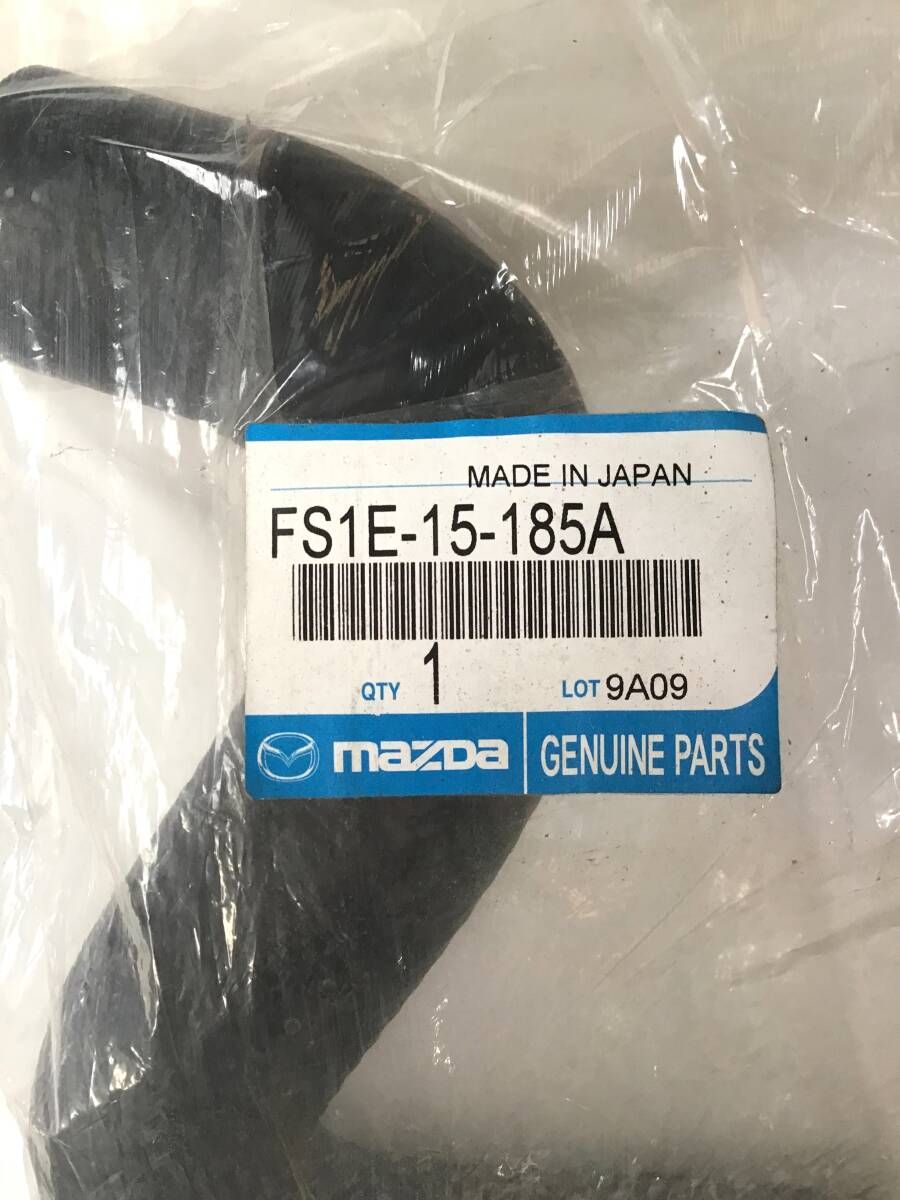 MADE IN JAPAN
FS1E-15-185A
QTY 1 LOT 9A09
mazda GENUINE PARTS